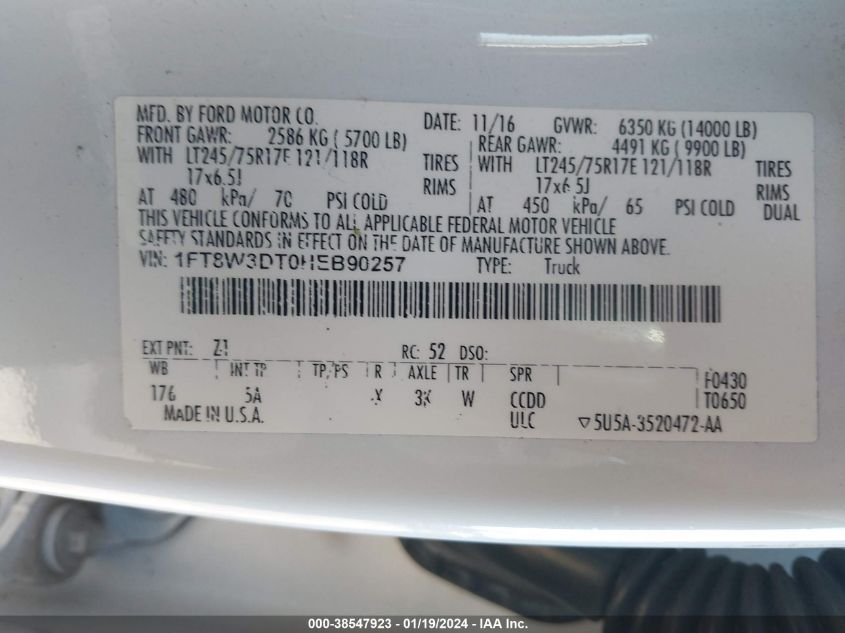 MFD. BY FORD MOTOR CO. DATE: 11/16 GVWR: 6350 KG (14000 LB)
FRONT GAWR: 2586 KG ( 5700 LB) REAR GAWR: 4491 KG ( 9900 LB)
WITH LT245/75R17E 121/118R TIRES WITH LT245/75R17E 121/118R TIRES
17x6.5J RIMS 17x6.5J RIMS
AT 480 kPa/ 70 PSI COLD AT 450 kPa/ 65 PSI COLD DUAL
THIS VEHICLE CONFORMS TO ALL APPLICABLE FEDERAL MOTOR VEHICLE
SAFETY STANDARDS IN EFFECT ON THE DATE OF MANUFACTURE SHOWN ABOVE.
VIN: 1FT8W3DT0HEB90257 TYPE: Truck
EXT PNT: Z1 RC: 52 DSO:
WB INT TR TP/PS R AXLE TR SPR F0430
176 5A X 3X W CCDD T0650
MADE IN U.S.A. ULC ▽5U5A-3520472-AA
000-38547923 - 01/19/2024 - IAA Inc.